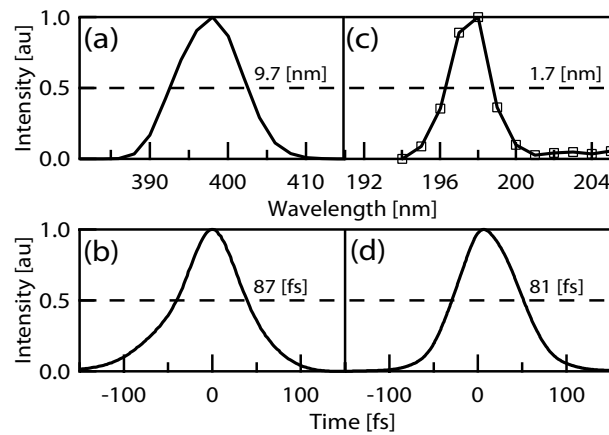 1.0
(a)
(c)
Intensity [au]
9.7 [nm]
1.7 [nm]
0.5
0.0
390 400 410 192 196 200 204
Wavelength [nm]
1.0
(b)
(d)
Intensity [au]
87 [fs]
81 [fs]
0.5
0.0
-100 0 100 -100 0 100
Time [fs]